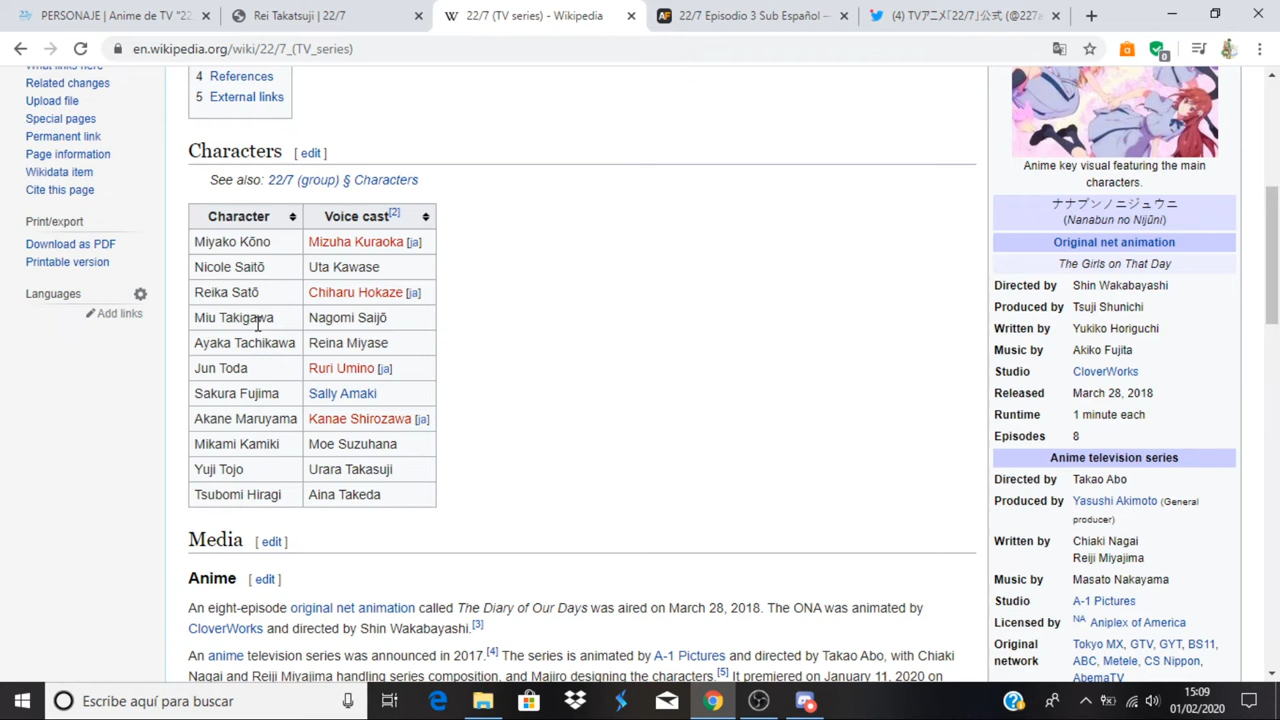 PERSONAJE | Anime de TV "22
Rei Takatsuji | 22/7
22/7 (TV series) - Wikipedia
22/7 Episodio 3 Sub Español —
(4) TVアニメ「22/7」公式 (@227a
en.wikipedia.org/wiki/22/7_(TV_series)
What links here
Related changes
Upload file
Special pages
Permanent link
Page information
Wikidata item
Cite this page
Print/export
Download as PDF
Printable version
Languages
Add links
4 References
5 External links
Characters [ edit ]
See also: 22/7 (group) § Characters
Character Voice cast[2]
Miyako Kōno Mizuha Kuraoka [ja]
Nicole Saitō Uta Kawase
Reika Satō Chiharu Hokaze [ja]
Miu Takigawa Nagomi Saijō
Ayaka Tachikawa Reina Miyase
Jun Toda Ruri Umino [ja]
Sakura Fujima Sally Amaki
Akane Maruyama Kanae Shirozawa [ja]
Mikami Kamiki Moe Suzuhana
Yuji Tojo Urara Takasuji
Tsubomi Hiragi Aina Takeda
Media [ edit ]
Anime [ edit ]
An eight-episode original net animation called The Diary of Our Days was aired on March 28, 2018. The ONA was animated by
CloverWorks and directed by Shin Wakabayashi.[3]
An anime television series was announced in 2017.[4] The series is animated by A-1 Pictures and directed by Takao Abo, with Chiaki
Nagai and Reiji Miyajima handling series composition, and Majiro designing the characters.[5] It premiered on January 11, 2020 on
Anime key visual featuring the main
characters.
ナナブンノニジュウニ
(Nanabun no Nijūni)
Original net animation
The Girls on That Day
Directed by Shin Wakabayashi
Produced by Tsuji Shunichi
Written by Yukiko Horiguchi
Music by Akiko Fujita
Studio CloverWorks
Released March 28, 2018
Runtime 1 minute each
Episodes 8
Anime television series
Directed by Takao Abo
Produced by Yasushi Akimoto (General
producer)
Written by Chiaki Nagai
Reiji Miyajima
Music by Masato Nakayama
Studio A-1 Pictures
Licensed by NA Aniplex of America
Original Tokyo MX, GTV, GYT, BS11,
network ABC, Metele, CS Nippon,
AbemaTV
Escribe aquí para buscar
15:09
01/02/2020